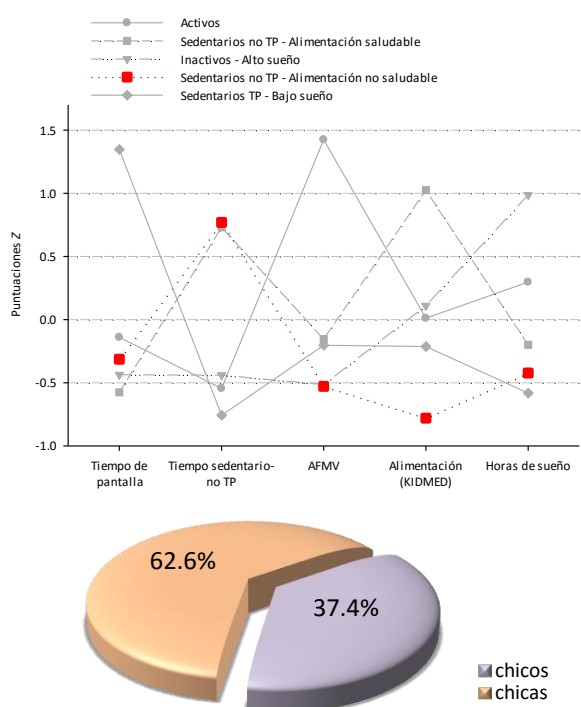 Activos
Sedentarios no TP - Alimentación saludable
Inactivos - Alto sueño
Sedentarios no TP - Alimentación no saludable
Sedentarios TP - Bajo sueño
Puntuaciones Z
1.5
1.0
0.5
0.0
-0.5
-1.0
Tiempo de pantalla
Tiempo sedentario-no TP
AFMV
Alimentación (KIDMED)
Horas de sueño
62.6%
37.4%
chicos
chicas